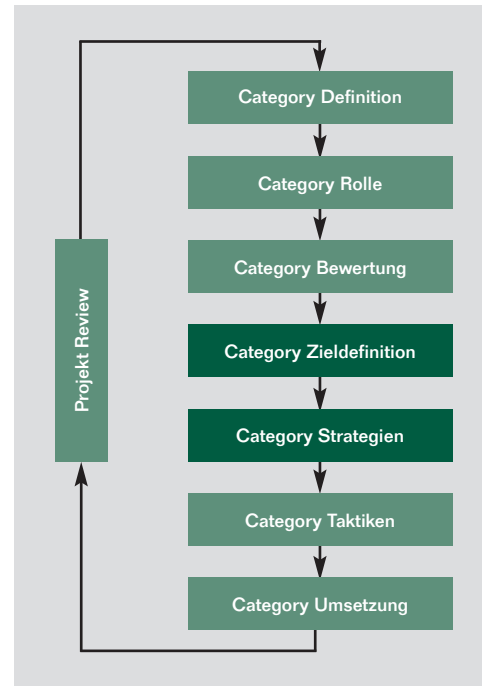 Category Definition
Category Rolle
Category Bewertung
Category Zieldefinition
Category Strategien
Category Taktiken
Category Umsetzung
Projekt Review